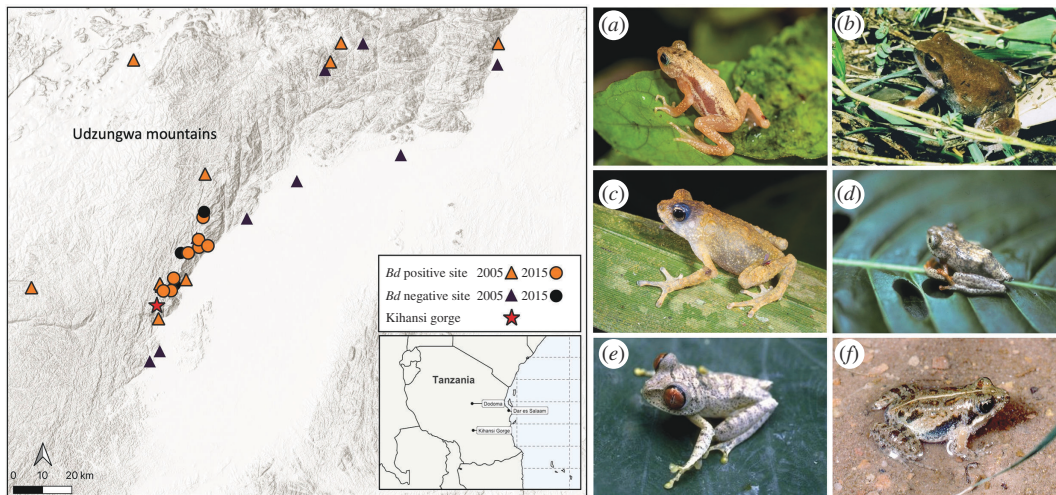 Udzungwa mountains
Bd positive site 2005 2015
Bd negative site 2005 2015
Kihansi gorge
Tanzania
Dodoma
Dar es Salaam
Kihansi Gorge
0 10 20 km
(a)
(b)
(c)
(d)
(e)
(f)